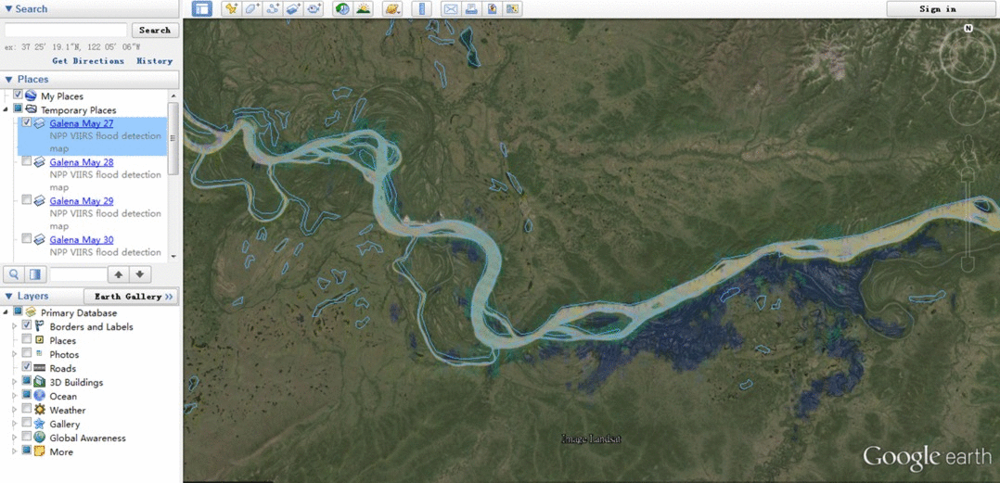 Search
Sign in
Search
ex: 37 25' 19.1"N, 122 05' 06"W
Get Directions History
Places
My Places
Temporary Places
Galena May 27
NPP VIIRS flood detection
map
Galena May 28
NPP VIIRS flood detection
map
Galena May 29
NPP VIIRS flood detection
map
Galena May 30
NPP VIIRS flood detection
Layers
Earth Gallery >>
Primary Database
Borders and Labels
Places
Photos
Roads
3D Buildings
Ocean
Weather
Gallery
Global Awareness
More
N
Image Landsat
Google earth